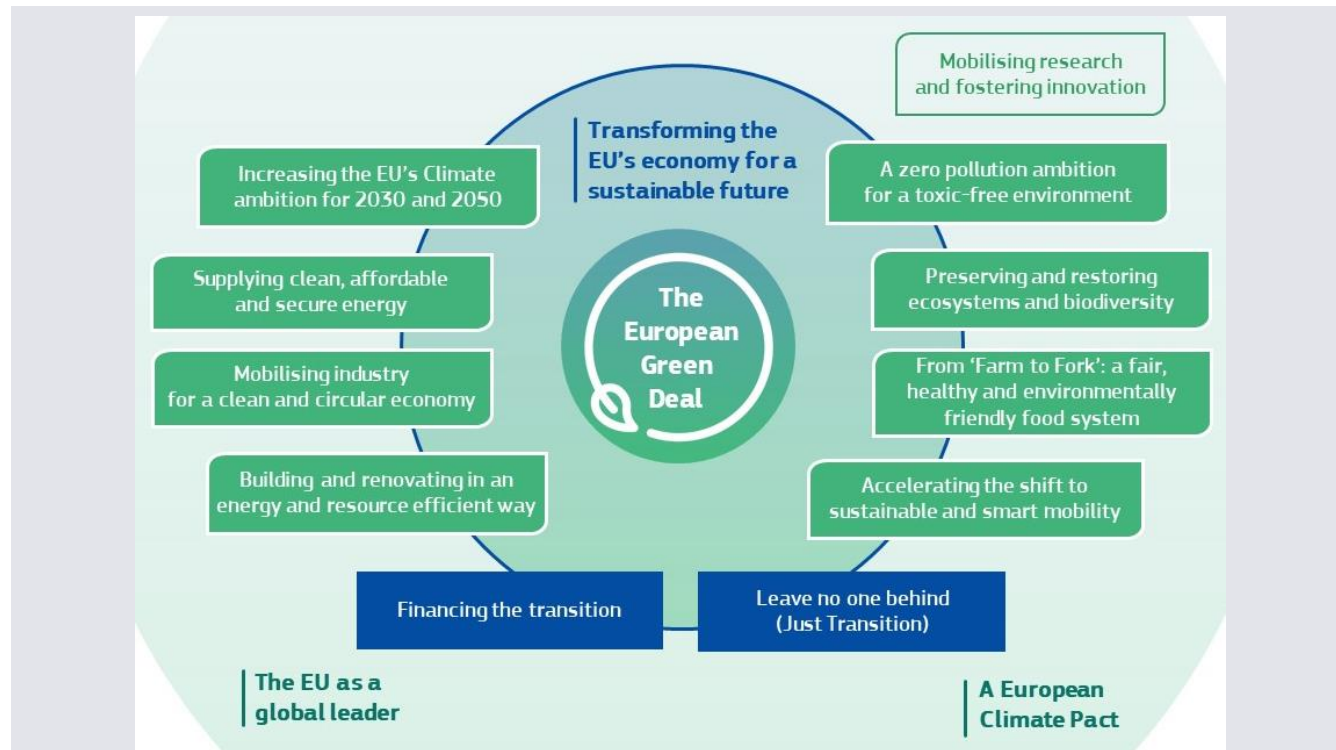 Mobilising research
and fostering innovation
Transforming the
EU's economy for a
sustainable future
Increasing the EU's Climate
ambition for 2030 and 2050
A zero pollution ambition
for a toxic-free environment
Supplying clean, affordable
and secure energy
Preserving and restoring
ecosystems and biodiversity
The
European
Green
Deal
Mobilising industry
for a clean and circular economy
From ‘Farm to Fork’: a fair,
healthy and environmentally
friendly food system
Building and renovating in an
energy and resource efficient way
Accelerating the shift to
sustainable and smart mobility
Financing the transition
Leave no one behind
(Just Transition)
The EU as a
global leader
A European
Climate Pact